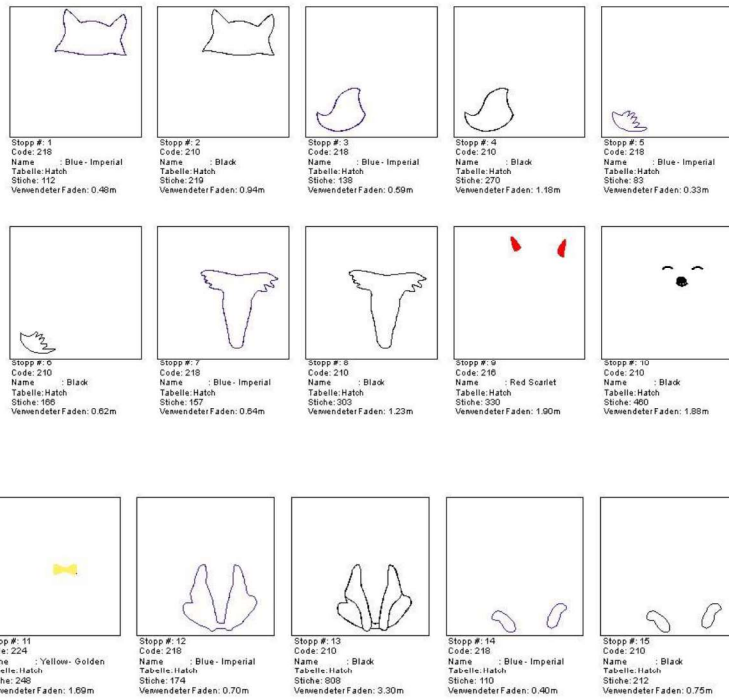 Stopp #: 1
Code: 218
Name : Blue - Imperial
Tabelle: Hatch
Stiche: 112
Verwendeter Faden: 0.48m
Stopp #: 2
Code: 210
Name : Black
Tabelle: Hatch
Stiche: 219
Verwendeter Faden: 0.94m
Stopp #: 3
Code: 218
Name : Blue - Imperial
Tabelle: Hatch
Stiche: 138
Verwendeter Faden: 0.59m
Stopp #: 4
Code: 210
Name : Black
Tabelle: Hatch
Stiche: 270
Verwendeter Faden: 1.18m
Stopp #: 5
Code: 218
Name : Blue - Imperial
Tabelle: Hatch
Stiche: 83
Verwendeter Faden: 0.33m
Stopp #: 6
Code: 210
Name : Black
Tabelle: Hatch
Stiche: 166
Verwendeter Faden: 0.62m
Stopp #: 7
Code: 218
Name : Blue - Imperial
Tabelle: Hatch
Stiche: 157
Verwendeter Faden: 0.64m
Stopp #: 8
Code: 210
Name : Black
Tabelle: Hatch
Stiche: 303
Verwendeter Faden: 1.23m
Stopp #: 9
Code: 216
Name : Red Scarlet
Tabelle: Hatch
Stiche: 330
Verwendeter Faden: 1.90m
Stopp #: 10
Code: 210
Name : Black
Tabelle: Hatch
Stiche: 460
Verwendeter Faden: 1.88m
opp #: 11
e: 224
ne : Yellow - Golden
elle: Hatch
he: 248
wendeter Faden: 1.69m
Stopp #: 12
Code: 218
Name : Blue - Imperial
Tabelle: Hatch
Stiche: 174
Verwendeter Faden: 0.70m
Stopp #: 13
Code: 210
Name : Black
Tabelle: Hatch
Stiche: 808
Verwendeter Faden: 3.30m
Stopp #: 14
Code: 218
Name : Blue - Imperial
Tabelle: Hatch
Stiche: 110
Verwendeter Faden: 0.40m
Stopp #: 15
Code: 210
Name : Black
Tabelle: Hatch
Stiche: 212
Verwendeter Faden: 0.75m